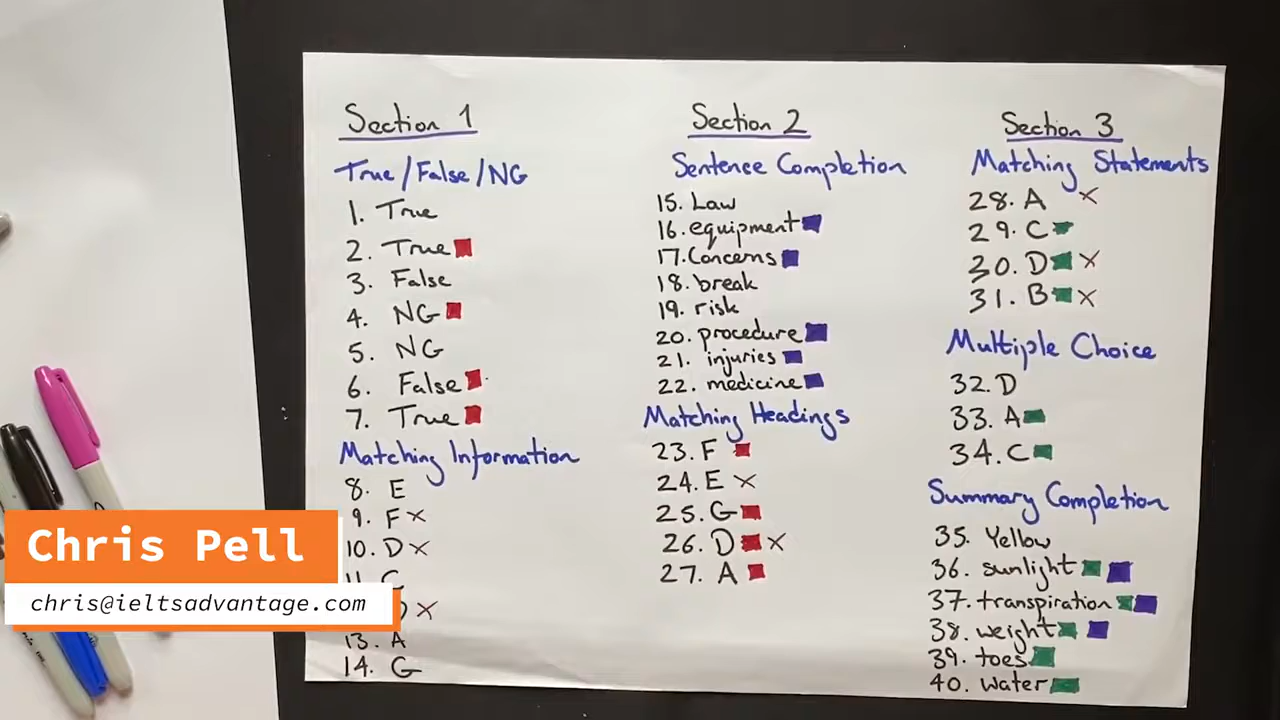 Section 1
True/False/NG
1. True
2. True
3. False
4. NG
5. NG
6. False
7. True
Matching Information
8. E
9. F ×
10. D ×
11. C
D ×
13. A
14. G
Section 2
Sentence Completion
15. Law
16. equipment
17. Concerns
18. break
19. risk
20. procedure
21. injuries
22. medicine
Matching Headings
23. F
24. E ×
25. G
26. D ×
27. A
Section 3
Matching Statements
28. A ×
29. C
30. D ×
31. B ×
Multiple Choice
32. D
33. A
34. C
Summary Completion
35. Yellow
36. sunlight
37. transpiration
38. weight
39. toes
40. water
Chris Pell
chris@ieltsadvantage.com